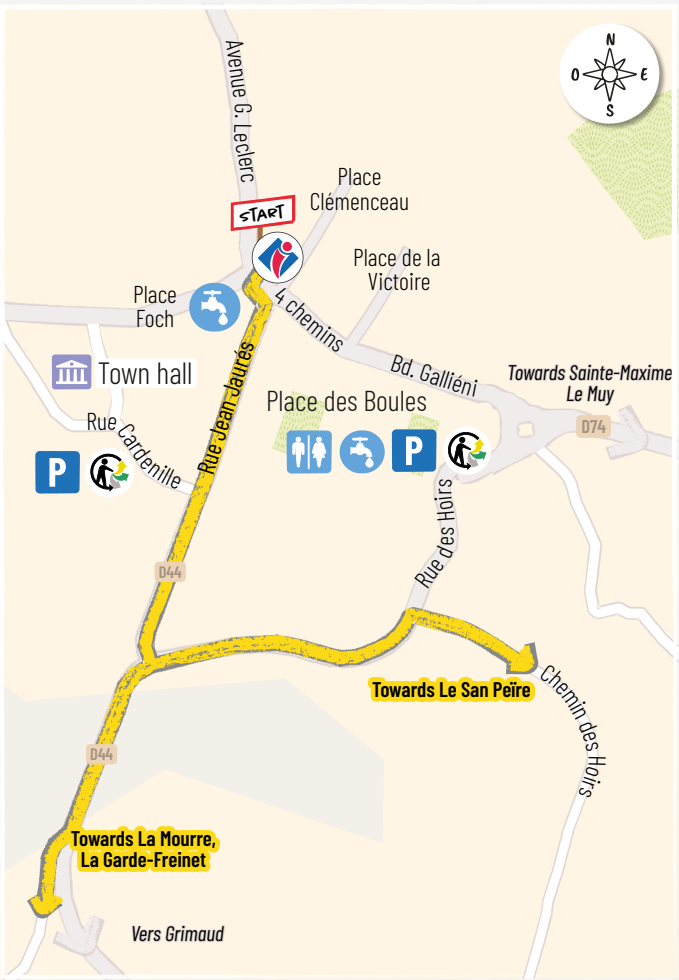 N
O
E
S
Avenue G. Leclerc
START
Place
Clémenceau
Place de la
Victoire
Place
Foch
4 chemins
Bd. Galliéni
Towards Sainte-Maxime
Le Muy
D74
Town hall
Rue Jean Jaurés
Place des Boules
P
Rue Cardenille
P
Rue des Hoirs
D44
Towards Le San Peïre
Chemin des Hoirs
D44
Towards La Mourre,
La Garde-Freinet
Vers Grimaud